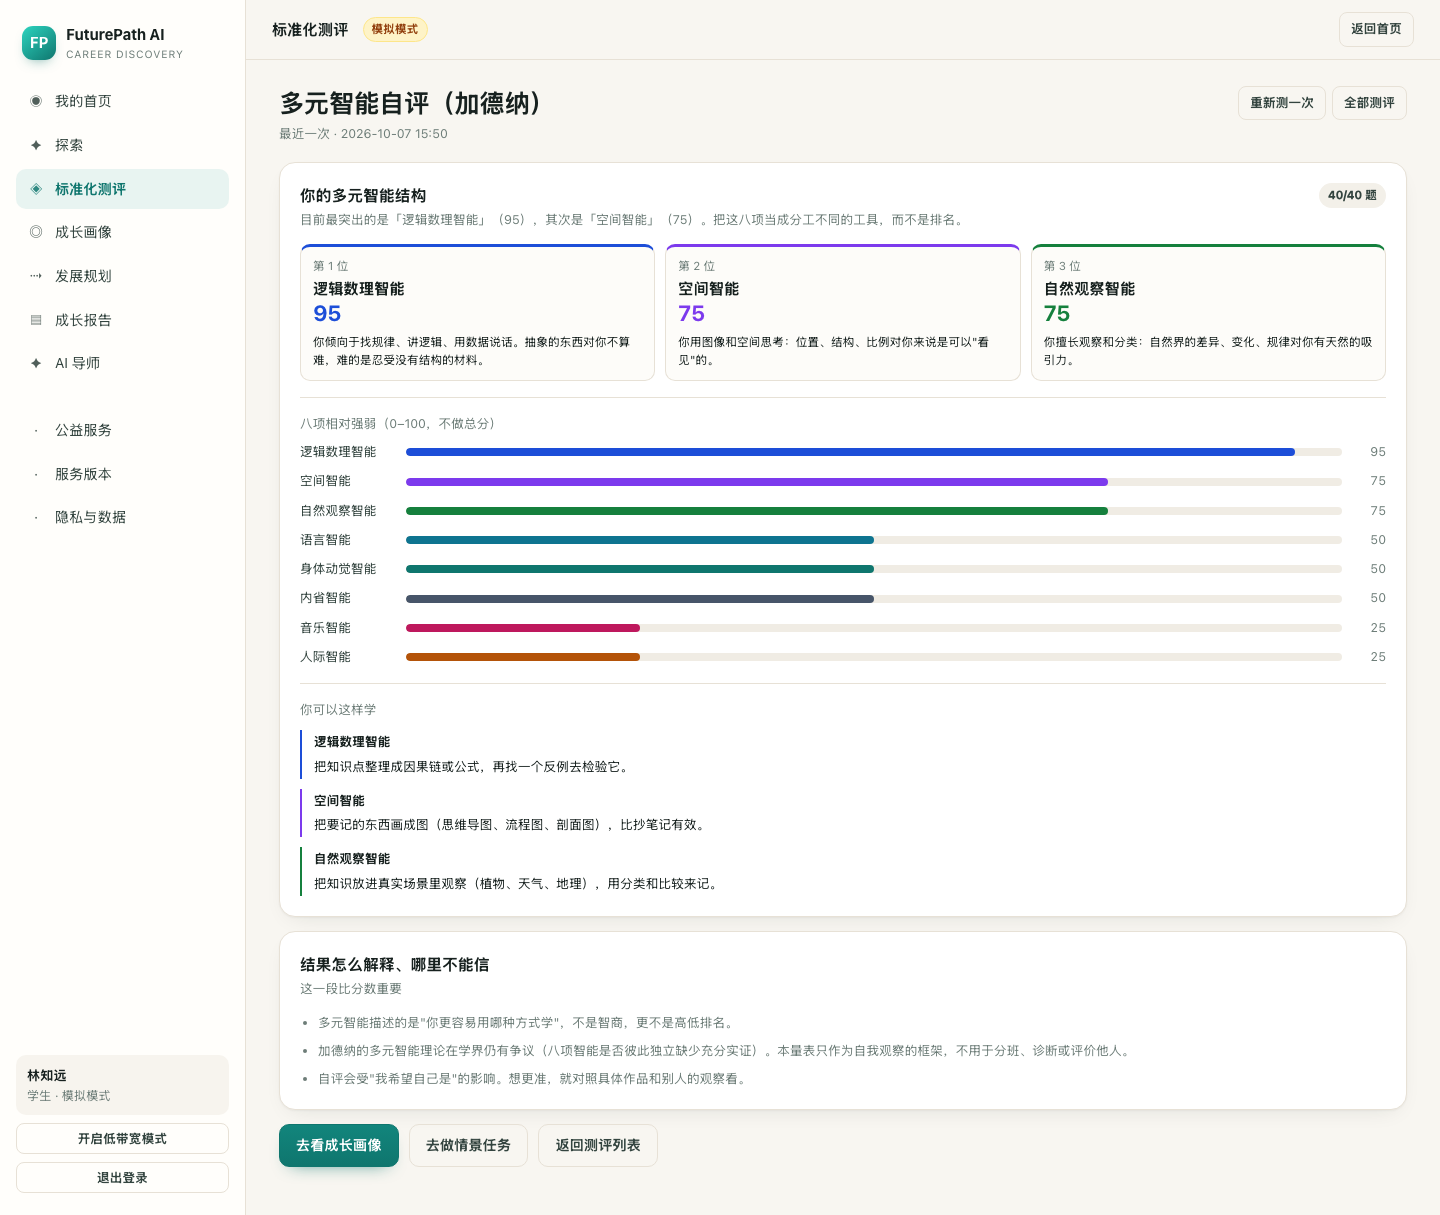 FP
FuturePath AI
CAREER DISCOVERY
我的首页
探索
标准化测评
成长画像
发展规划
成长报告
AI 导师
公益服务
服务版本
隐私与数据
林知远
学生 · 模拟模式
开启低带宽模式
退出登录
标准化测评
模拟模式
返回首页
多元智能自评（加德纳）
最近一次 · 2026-10-07 15:50
重新测一次
全部测评
你的多元智能结构
40/40 题
目前最突出的是「逻辑数理智能」（95），其次是「空间智能」（75）。把这八项当成分工不同的工具，而不是排名。
第 1 位
逻辑数理智能
95
你倾向于找规律、讲逻辑、用数据说话。抽象的东西对你不算
难，难的是忍受没有结构的材料。
第 2 位
空间智能
75
你用图像和空间思考：位置、结构、比例对你来说是可以"看
见"的。
第 3 位
自然观察智能
75
你擅长观察和分类：自然界的差异、变化、规律对你有天然的吸
引力。
八项相对强弱（0–100，不做总分）
逻辑数理智能 95
空间智能 75
自然观察智能 75
语言智能 50
身体动觉智能 50
内省智能 50
音乐智能 25
人际智能 25
你可以这样学
逻辑数理智能
把知识点整理成因果链或公式，再找一个反例去检验它。
空间智能
把要记的东西画成图（思维导图、流程图、剖面图），比抄笔记有效。
自然观察智能
把知识放进真实场景里观察（植物、天气、地理），用分类和比较来记。
结果怎么解释、哪里不能信
这一段比分数重要
• 多元智能描述的是"你更容易用哪种方式学"，不是智商，更不是高低排名。
• 加德纳的多元智能理论在学界仍有争议（八项智能是否彼此独立缺少充分实证）。本量表只作为自我观察的框架，不用于分班、诊断或评价他人。
• 自评会受"我希望自己是"的影响。想更准，就对照具体作品和别人的观察看。
去看成长画像
去做情景任务
返回测评列表